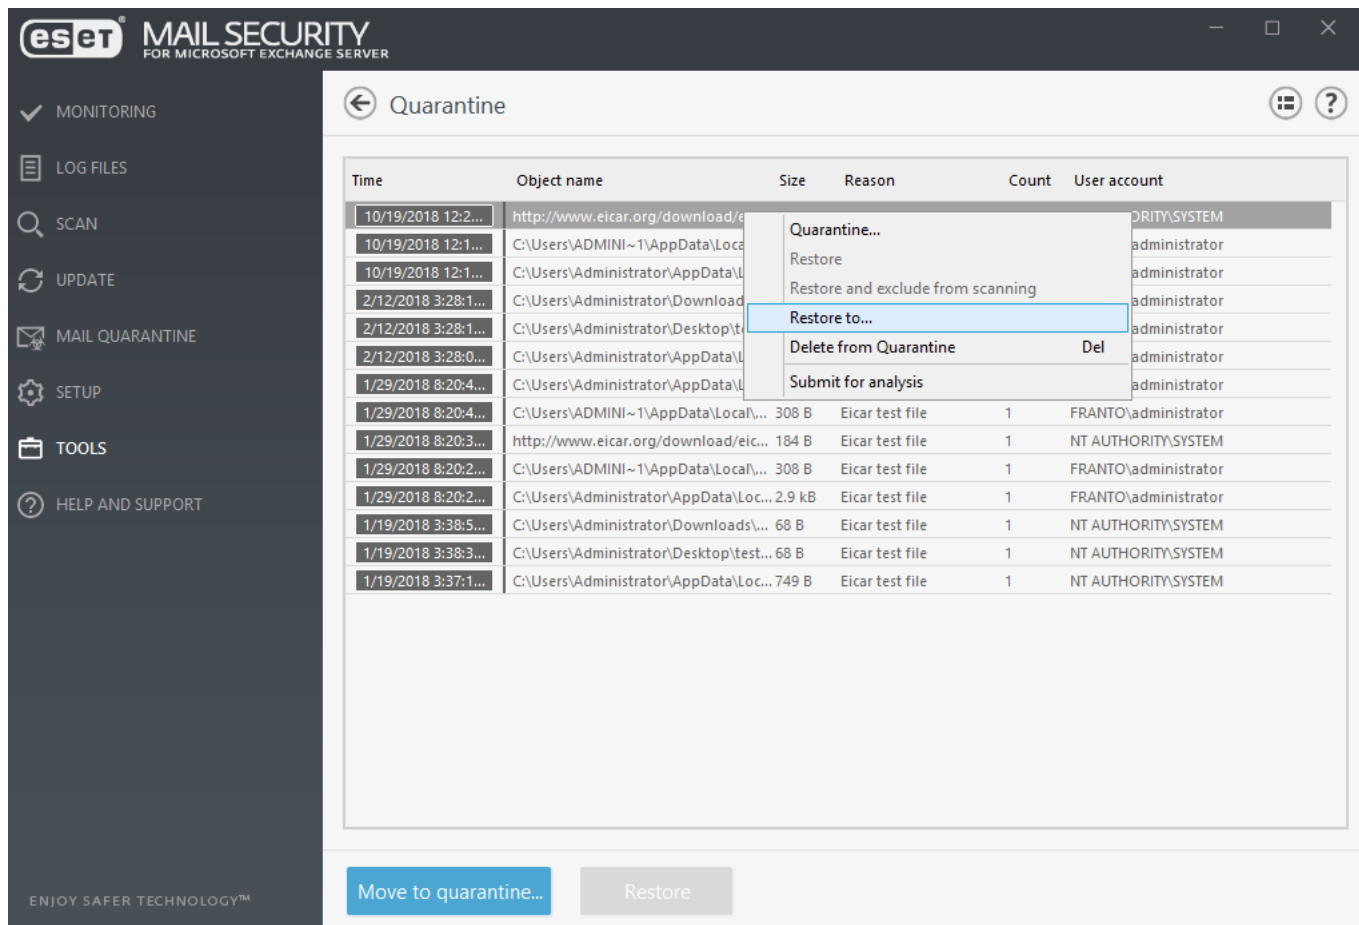 eset® MAIL SECURITY
FOR MICROSOFT EXCHANGE SERVER
MONITORING
LOG FILES
SCAN
UPDATE
MAIL QUARANTINE
SETUP
TOOLS
HELP AND SUPPORT
ENJOY SAFER TECHNOLOGY™
Quarantine
?
Time Object name Size Reason Count User account
10/19/2018 12:2... http://www.eicar.org/download/e ORITY\SYSTEM
10/19/2018 12:1... C:\Users\ADMINI~1\AppData\Loca administrator
10/19/2018 12:1... C:\Users\Administrator\AppData\L administrator
2/12/2018 3:28:1... C:\Users\Administrator\Download administrator
2/12/2018 3:28:1... C:\Users\Administrator\Desktop\t administrator
2/12/2018 3:28:0... C:\Users\Administrator\AppData\L administrator
1/29/2018 8:20:4... C:\Users\Administrator\AppData\L administrator
1/29/2018 8:20:4... C:\Users\ADMINI~1\AppData\Local\... 308 B Eicar test file 1 FRANTO\administrator
1/29/2018 8:20:3... http://www.eicar.org/download/eic... 184 B Eicar test file 1 NT AUTHORITY\SYSTEM
1/29/2018 8:20:2... C:\Users\ADMINI~1\AppData\Local\... 308 B Eicar test file 1 FRANTO\administrator
1/29/2018 8:20:2... C:\Users\Administrator\AppData\Loc... 2.9 kB Eicar test file 1 FRANTO\administrator
1/19/2018 3:38:5... C:\Users\Administrator\Downloads\... 68 B Eicar test file 1 NT AUTHORITY\SYSTEM
1/19/2018 3:38:3... C:\Users\Administrator\Desktop\test... 68 B Eicar test file 1 NT AUTHORITY\SYSTEM
1/19/2018 3:37:1... C:\Users\Administrator\AppData\Loc... 749 B Eicar test file 1 NT AUTHORITY\SYSTEM
Quarantine...
Restore
Restore and exclude from scanning
Restore to...
Delete from Quarantine Del
Submit for analysis
Move to quarantine... Restore